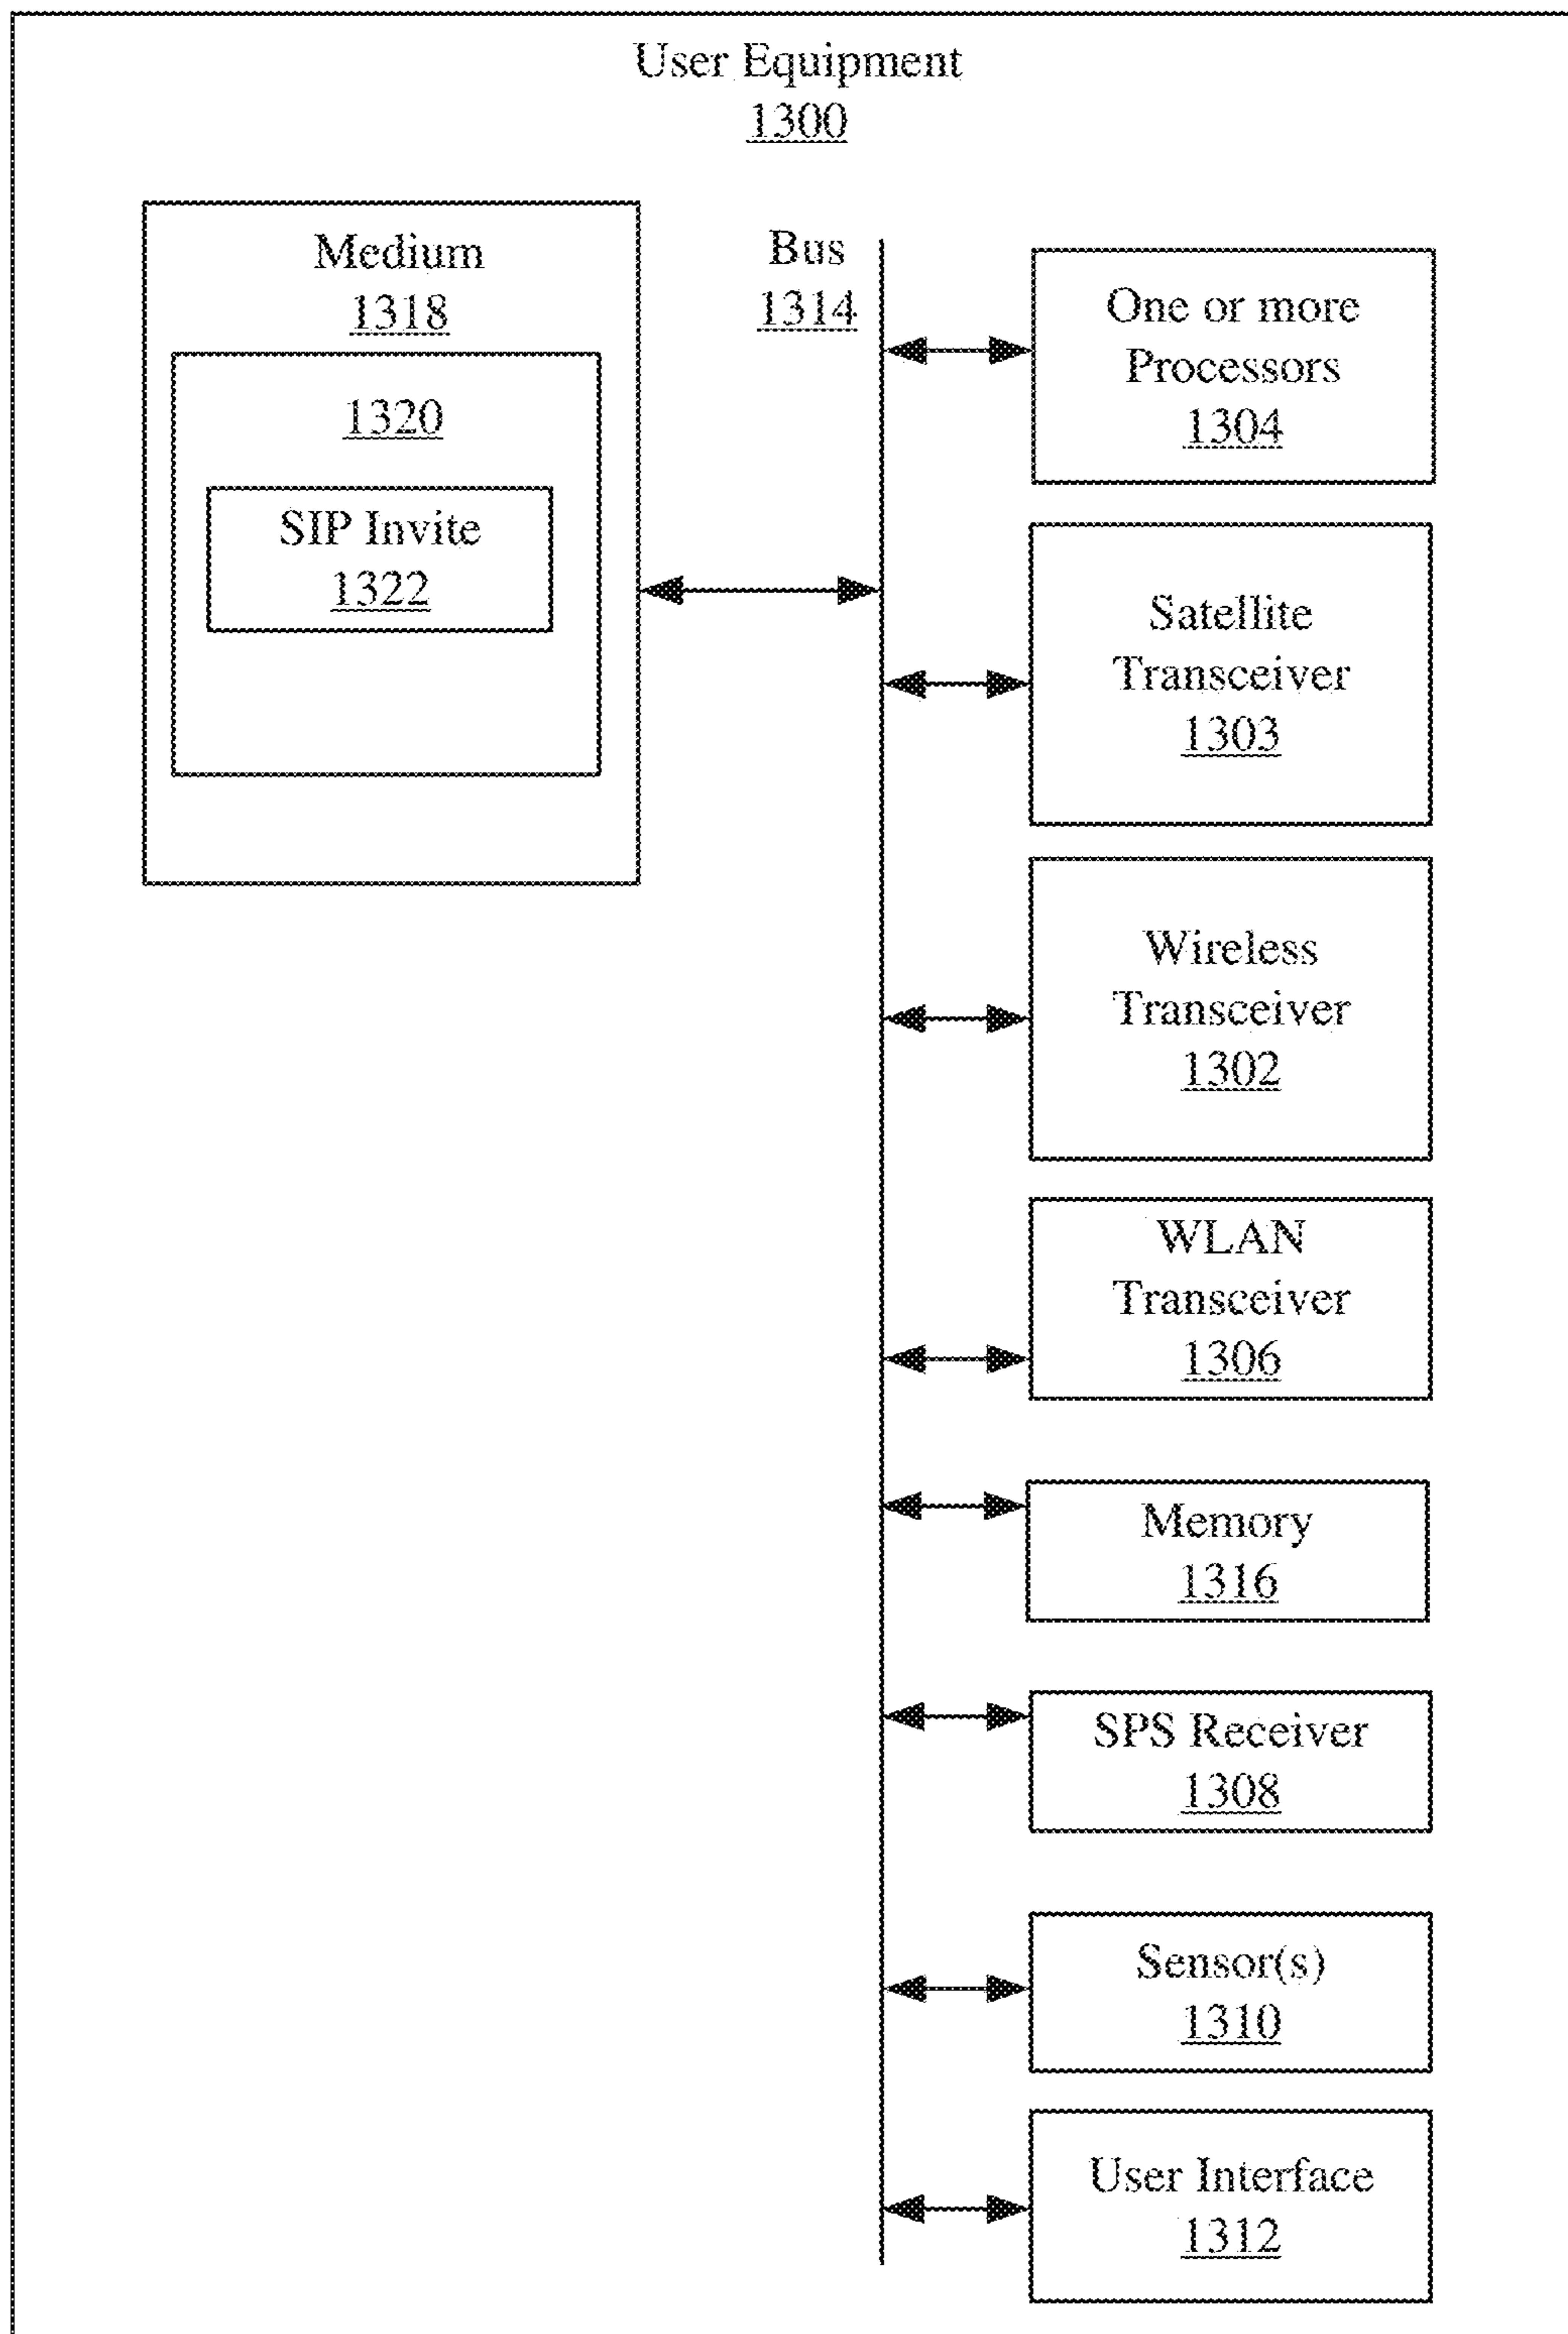 User Equipment
1300
Medium
1318
1320
SIP Invite
1322
Bus
1314
One or more
Processors
1304
Satellite
Transceiver
1303
Wireless
Transceiver
1302
WLAN
Transceiver
1306
Memory
1316
SPS Receiver
1308
Sensor(s)
1310
User Interface
1312